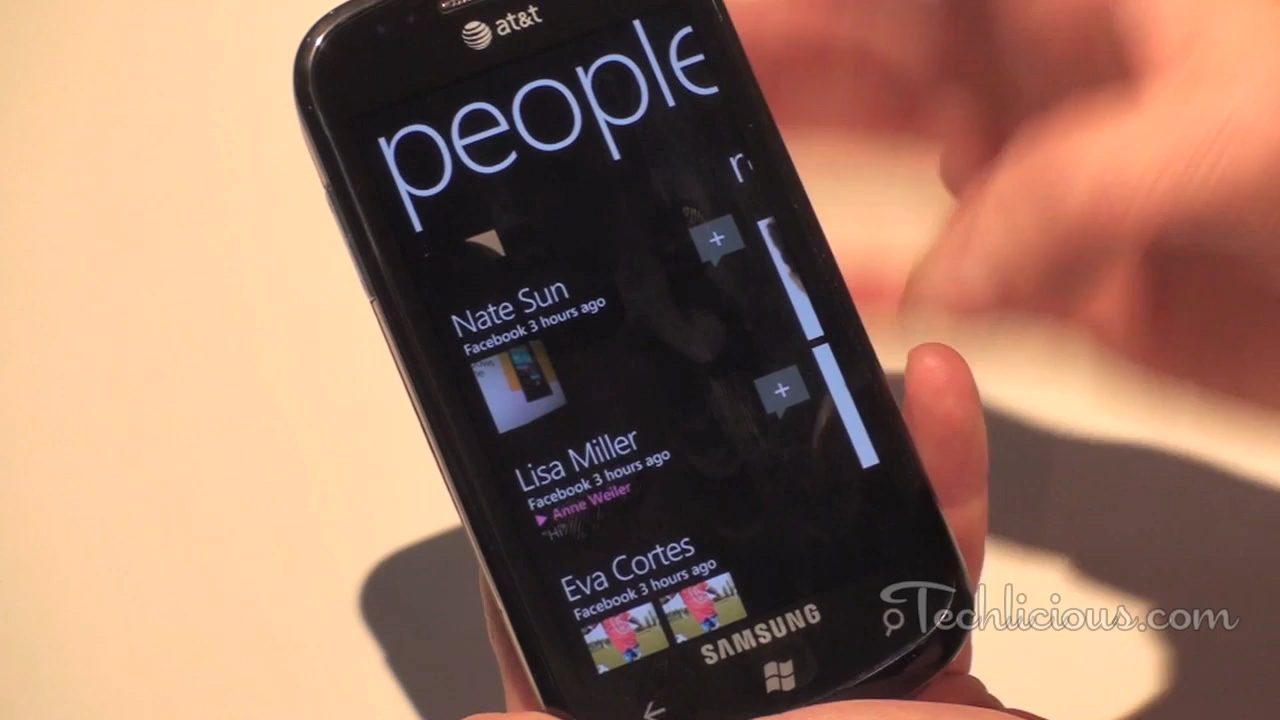 at&t
people
Nate Sun
Facebook 3 hours ago
Lisa Miller
Facebook 3 hours ago
Anne Weiler
"Hi
Eva Cortes
Facebook 3 hours ago
SAMSUNG
Techlicious.com